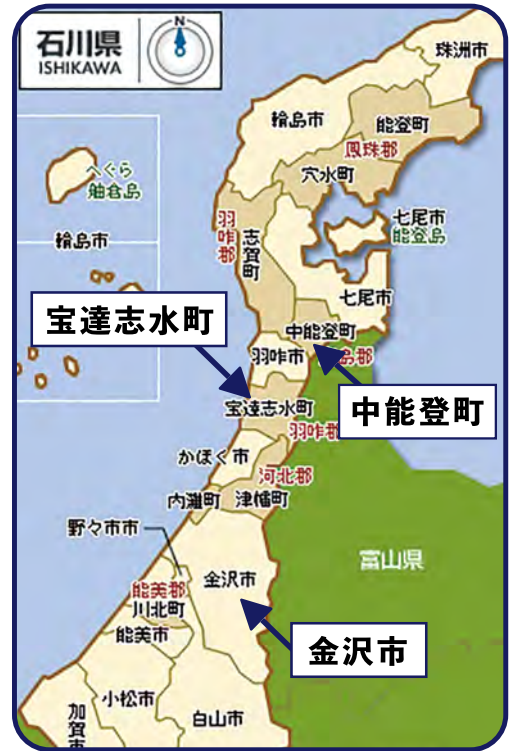 石川県
ISHIKAWA
N
珠洲市
輪島市
能登町
鳳珠郡
穴水町
へぐら
舳倉島
輪島市
羽咋郡
志賀町
七尾市
能登島
七尾市
宝達志水町
中能登町
羽咋市
島郡
中能登町
宝達志水町
羽咋郡
かほく市
河北郡
内灘町
津幡町
野々市市
富山県
能美郡
川北町
金沢市
能美市
金沢市
小松市
加賀市
白山市